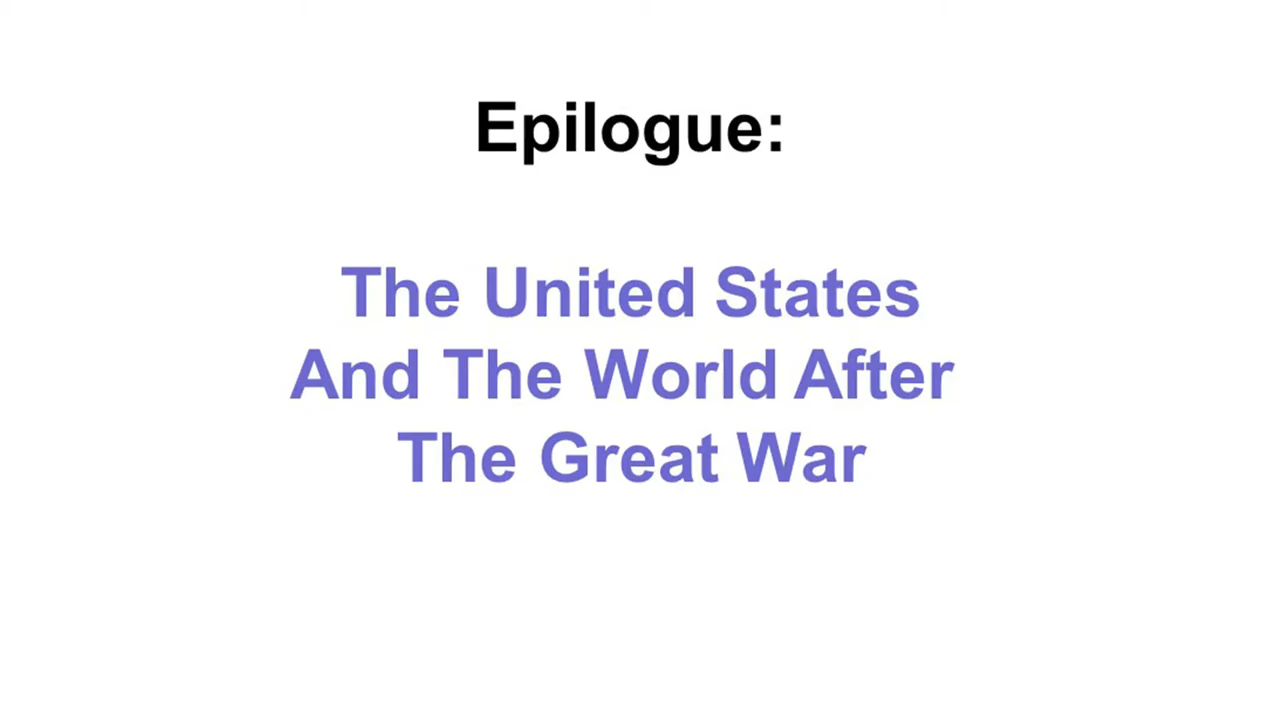 Epilogue:
The United States
And The World After
The Great War